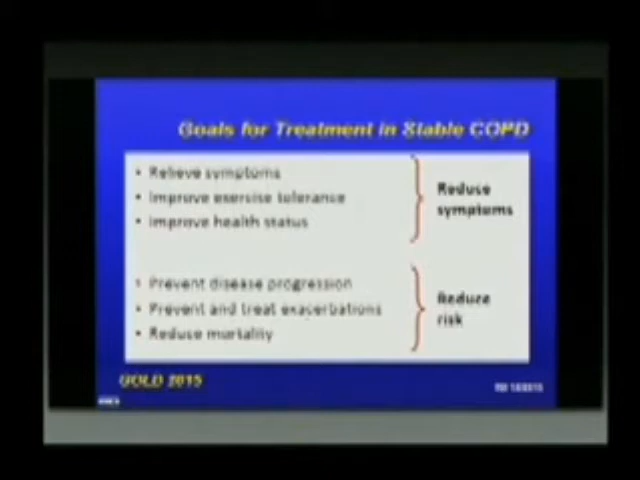 Goals for Treatment in Stable COPD
• Relieve symptoms
• Improve exercise tolerance
• Improve health status
Reduce
symptoms
• Prevent disease progression
• Prevent and treat exacerbations
• Reduce mortality
Reduce
risk
GOLD 2015